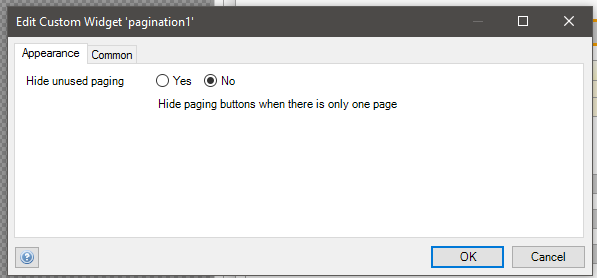 Edit Custom Widget 'pagination1'
Appearance Common
Hide unused paging Yes No
Hide paging buttons when there is only one page
OK Cancel